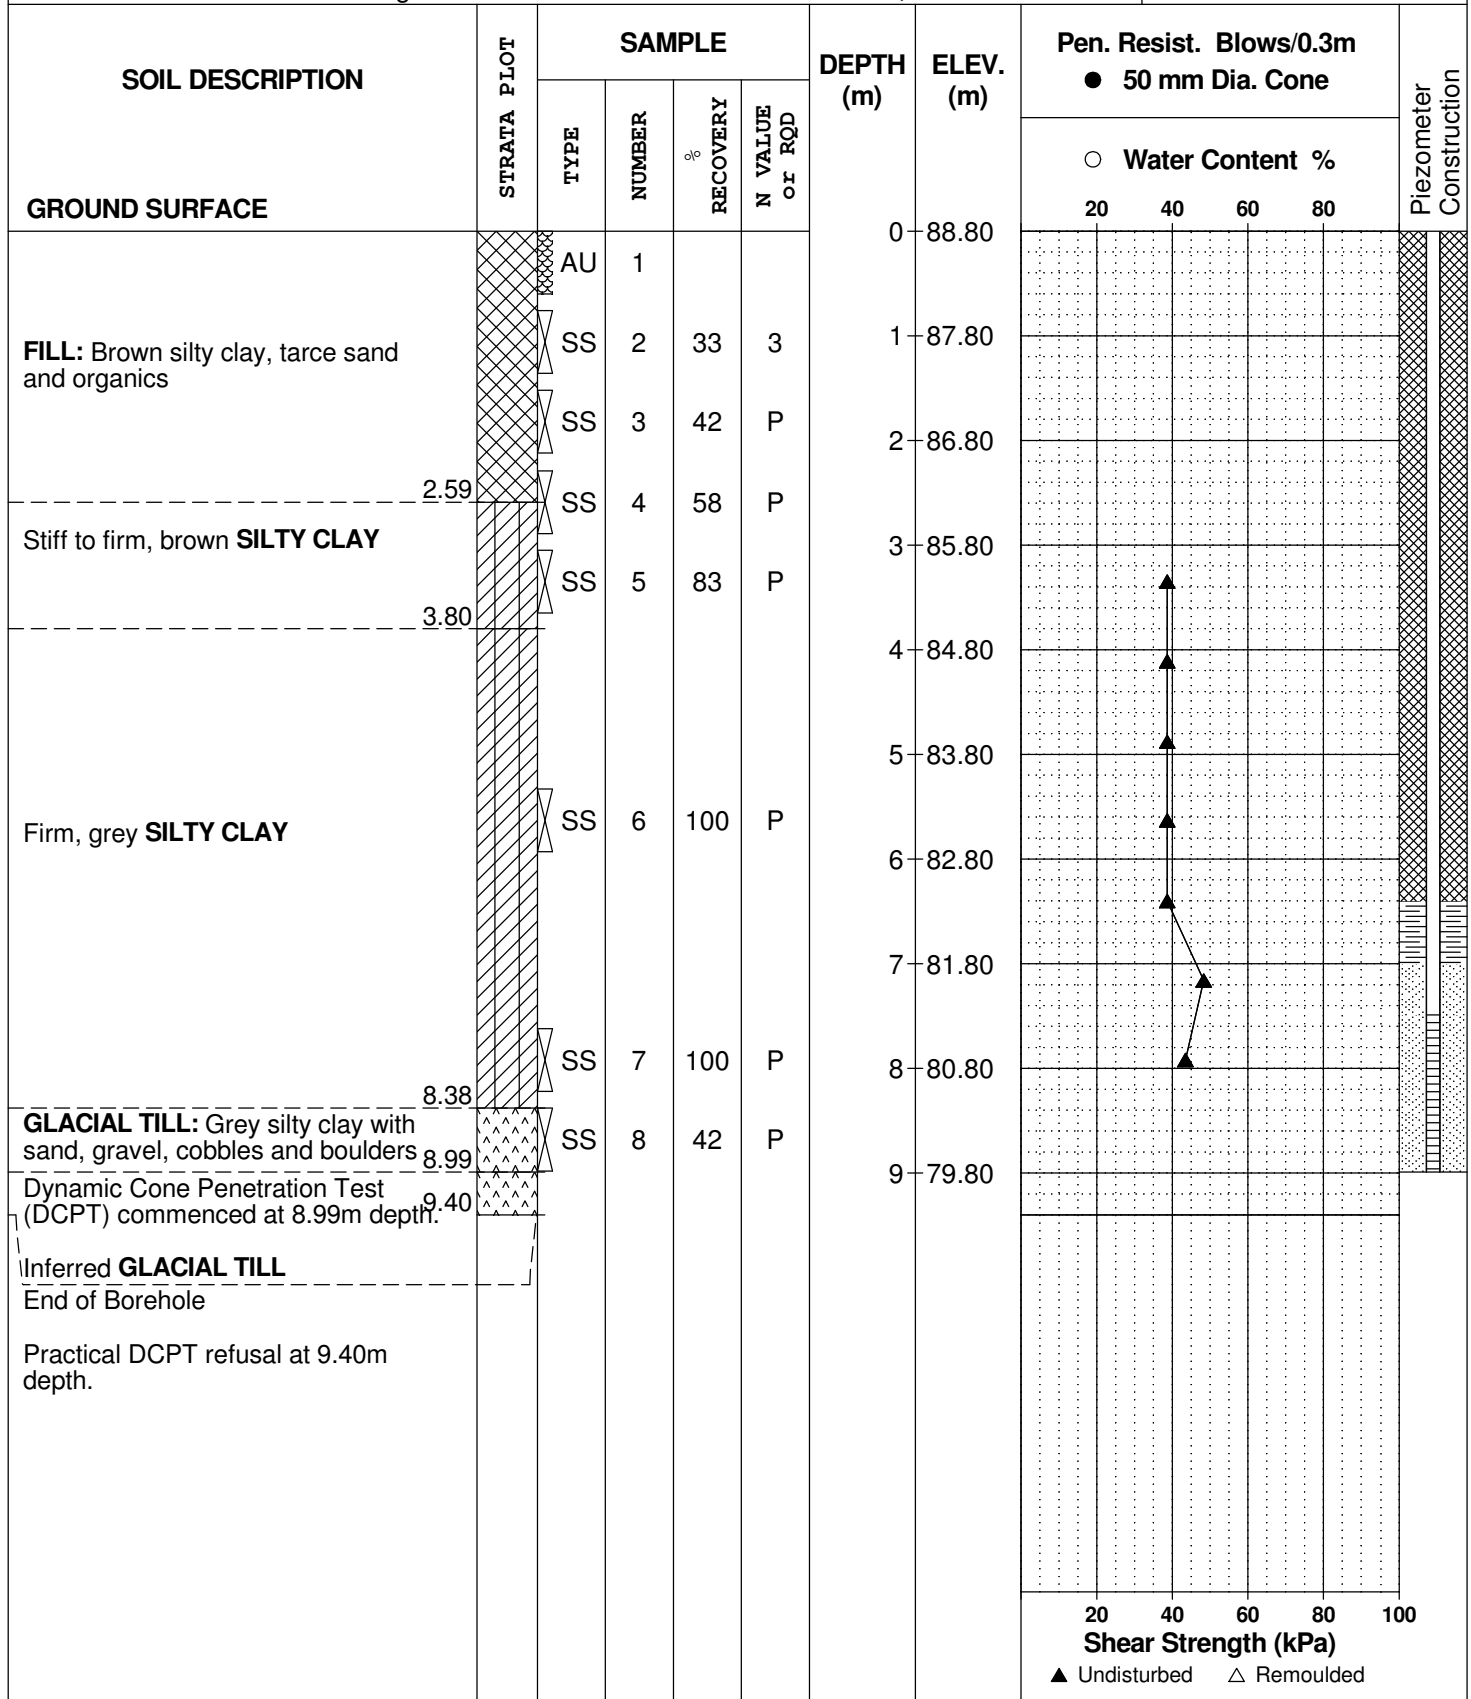 SOIL DESCRIPTION
GROUND SURFACE
STRATA PLOT
SAMPLE
TYPE
NUMBER
%
RECOVERY
N VALUE
or RQD
DEPTH
(m)
ELEV.
(m)
Pen. Resist. Blows/0.3m
● 50 mm Dia. Cone
○ Water Content %
20 40 60 80
Piezometer
Construction
0 88.80
AU 1
SS 2 33 3
1 87.80
FILL: Brown silty clay, tarce sand
and organics
SS 3 42 P
2 86.80
2.59
SS 4 58 P
Stiff to firm, brown SILTY CLAY
3 85.80
SS 5 83 P
3.80
4 84.80
5 83.80
Firm, grey SILTY CLAY
SS 6 100 P
6 82.80
7 81.80
SS 7 100 P
8 80.80
8.38
GLACIAL TILL: Grey silty clay with
sand, gravel, cobbles and boulders
8.99
SS 8 42 P
9 79.80
Dynamic Cone Penetration Test
(DCPT) commenced at 8.99m depth.
9.40
Inferred GLACIAL TILL
End of Borehole
Practical DCPT refusal at 9.40m
depth.
20 40 60 80 100
Shear Strength (kPa)
▲ Undisturbed △ Remoulded